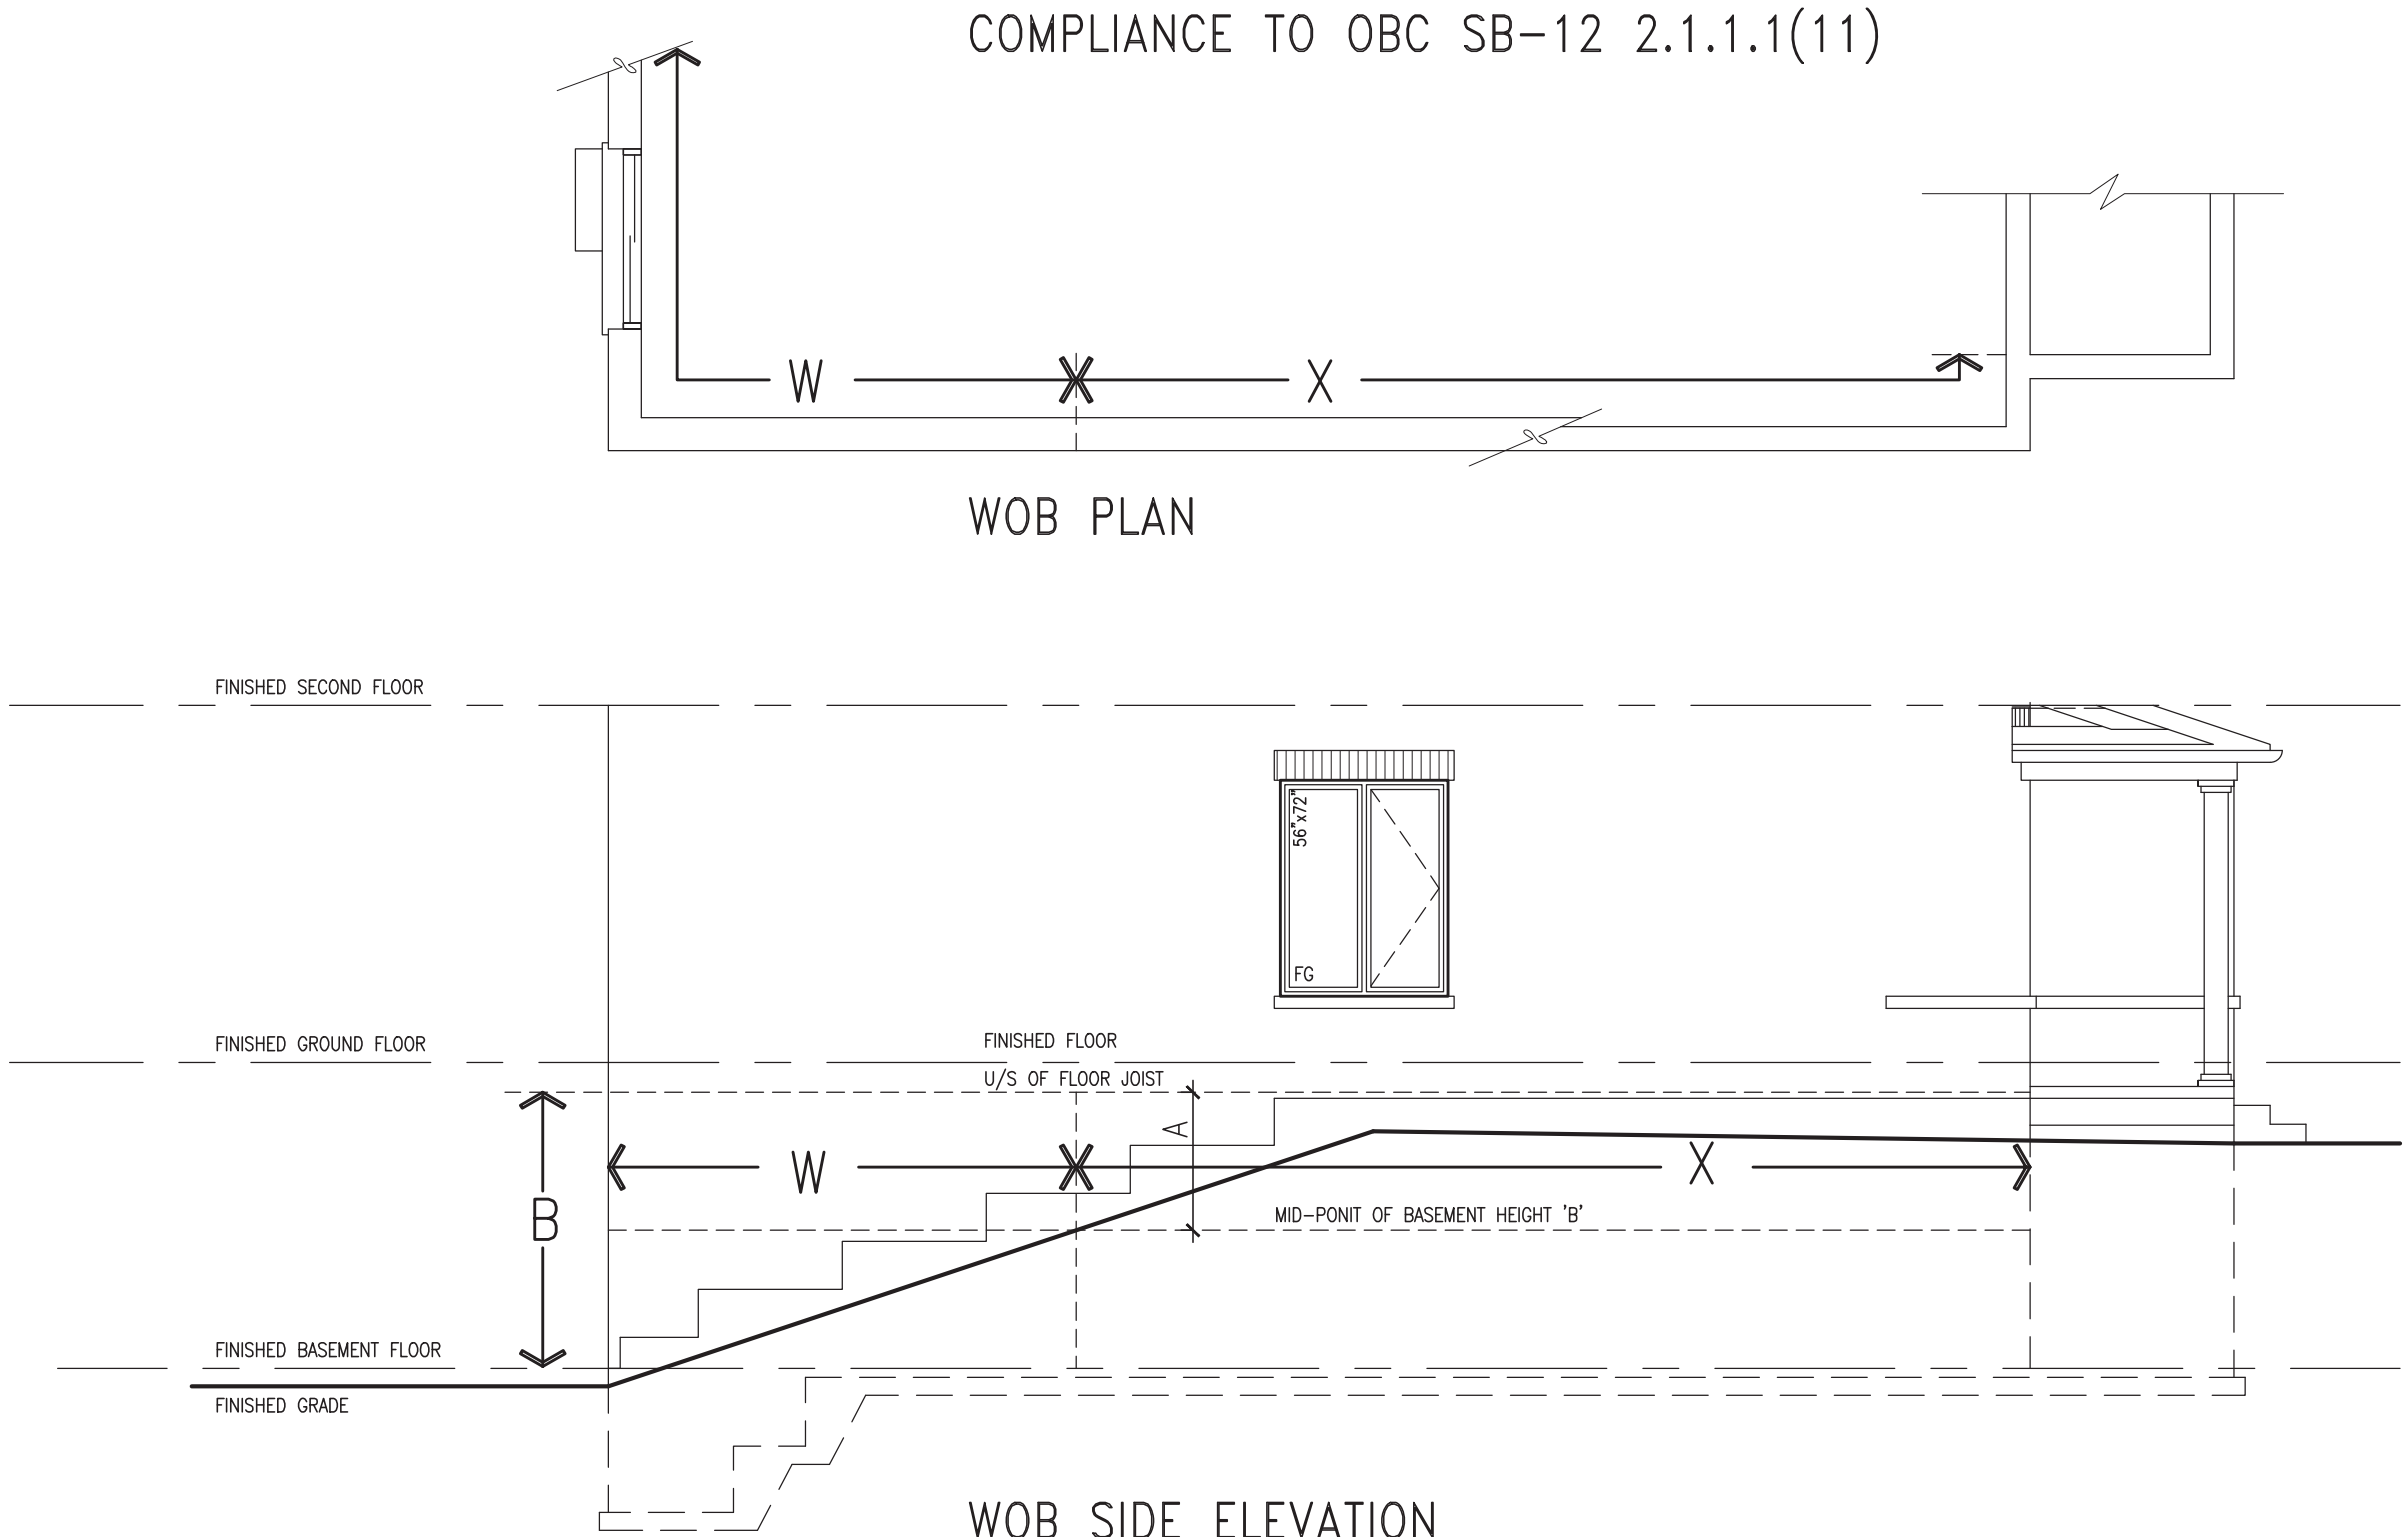 COMPLIANCE TO OBC SB-12 2.1.1.1(11)
W
X
WOB PLAN
FINISHED SECOND FLOOR
56"x72"
FG
FINISHED GROUND FLOOR
FINISHED FLOOR
U/S OF FLOOR JOIST
A
W
X
B
MID-PONIT OF BASEMENT HEIGHT 'B'
FINISHED BASEMENT FLOOR
FINISHED GRADE
WOB SIDE ELEVATION